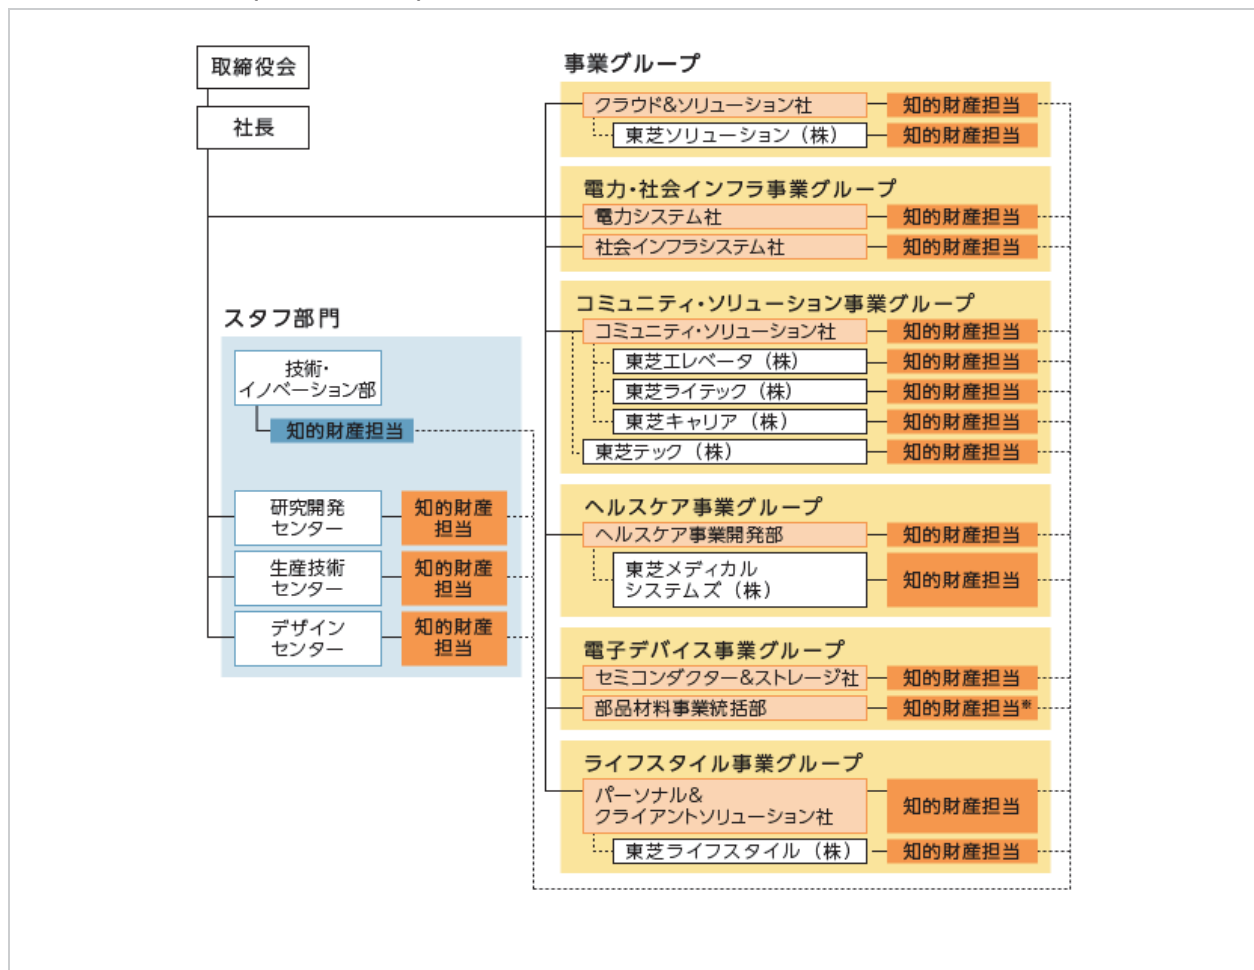 取締役会
社長
スタフ部門
技術・
イノベーション部
知的財産担当
研究開発
センター
知的財産
担当
生産技術
センター
知的財産
担当
デザイン
センター
知的財産
担当
事業グループ
クラウド&ソリューション社
知的財産担当
東芝ソリューション（株）
知的財産担当
電力・社会インフラ事業グループ
電力システム社
知的財産担当
社会インフラシステム社
知的財産担当
コミュニティ・ソリューション事業グループ
コミュニティ・ソリューション社
知的財産担当
東芝エレベータ（株）
知的財産担当
東芝ライテック（株）
知的財産担当
東芝キャリア（株）
知的財産担当
東芝テック（株）
知的財産担当
ヘルスケア事業グループ
ヘルスケア事業開発部
知的財産担当
東芝メディカル
システムズ（株）
知的財産担当
電子デバイス事業グループ
セミコンダクター&ストレージ社
知的財産担当
部品材料事業統括部
知的財産担当※
ライフスタイル事業グループ
パーソナル&
クライアントソリューション社
知的財産担当
東芝ライフスタイル（株）
知的財産担当